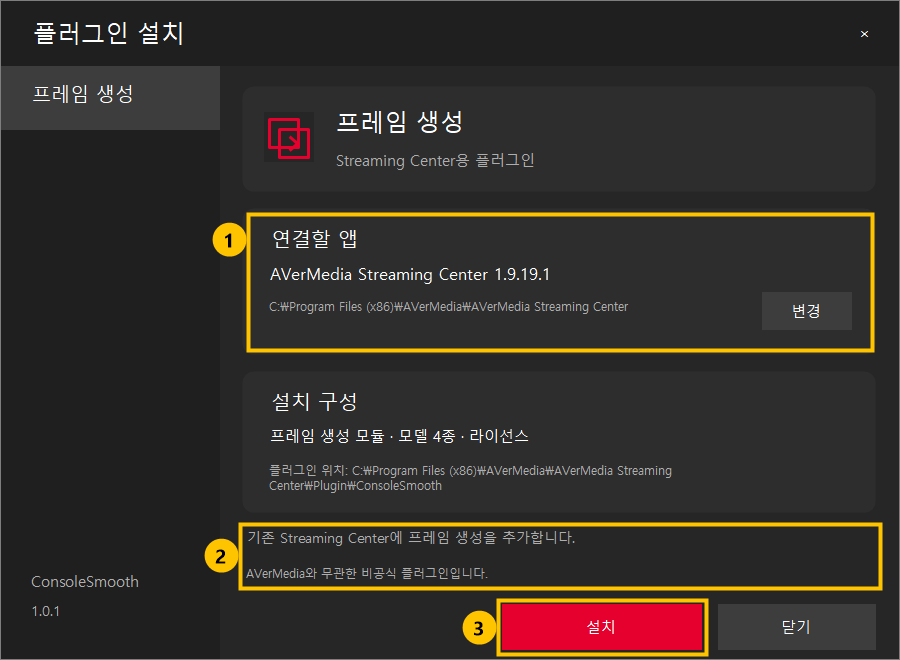 플러그인 설치
×
프레임 생성
프레임 생성
Streaming Center용 플러그인
1
연결할 앱
AVerMedia Streaming Center 1.9.19.1
C:₩Program Files (x86)₩AVerMedia₩AVerMedia Streaming Center
변경
설치 구성
프레임 생성 모듈 · 모델 4종 · 라이선스
플러그인 위치: C:₩Program Files (x86)₩AVerMedia₩AVerMedia Streaming
Center₩Plugin₩ConsoleSmooth
2
기존 Streaming Center에 프레임 생성을 추가합니다.
AVerMedia와 무관한 비공식 플러그인입니다.
ConsoleSmooth
1.0.1
3
설치
닫기